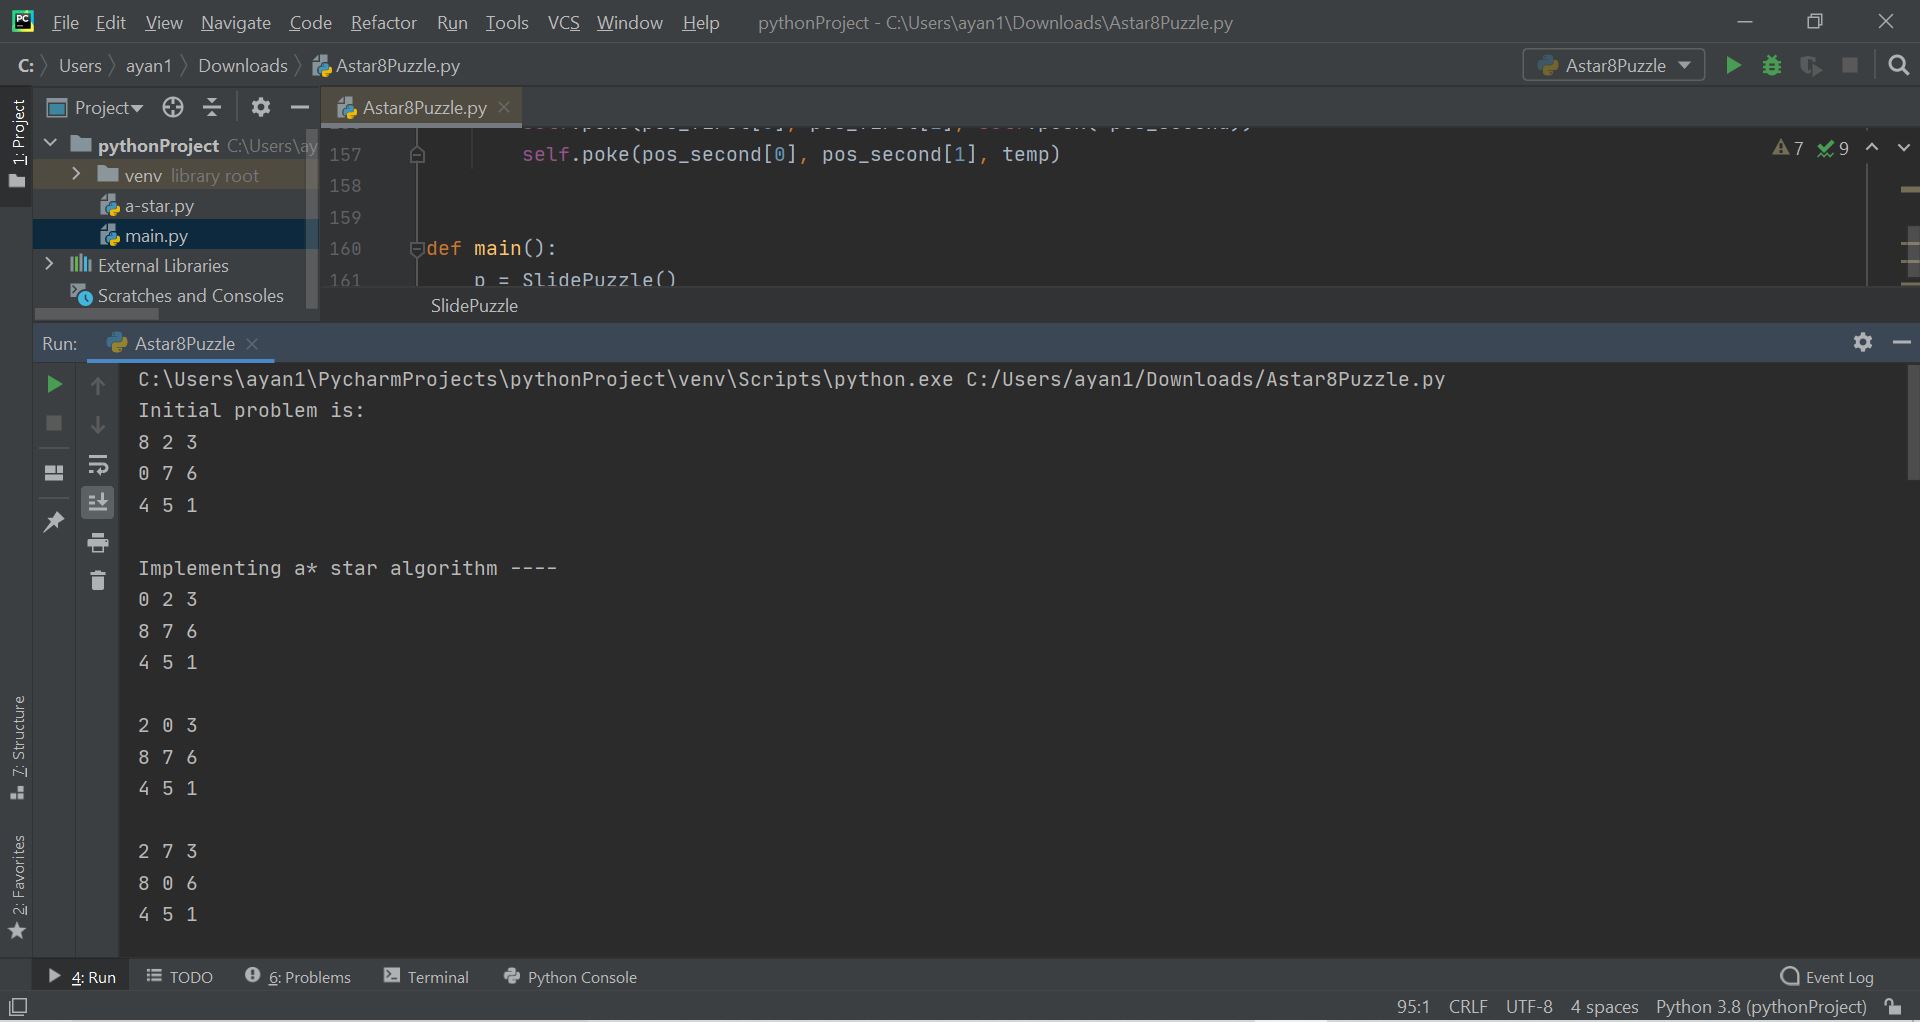 PC File Edit View Navigate Code Refactor Run Tools VCS Window Help pythonProject - C:\Users\ayan1\Downloads\Astar8Puzzle.py
C: Users ayan1 Downloads Astar8Puzzle.py Astar8Puzzle
1: Project
Project
Astar8Puzzle.py
pythonProject C:\Users\ay
venv library root
a-star.py
main.py
External Libraries
Scratches and Consoles
157 self.poke(pos_second[0], pos_second[1], temp)
158
159
160 def main():
161 p = SlidePuzzle()
7 9
SlidePuzzle
Run: Astar8Puzzle
C:\Users\ayan1\PycharmProjects\pythonProject\venv\Scripts\python.exe C:/Users/ayan1/Downloads/Astar8Puzzle.py
Initial problem is:
8 2 3
0 7 6
4 5 1
Implementing a* star algorithm ----
0 2 3
8 7 6
4 5 1
2 0 3
8 7 6
4 5 1
2 7 3
8 0 6
4 5 1
7: Structure
2: Favorites
4: Run TODO 6: Problems Terminal Python Console Event Log
95:1 CRLF UTF-8 4 spaces Python 3.8 (pythonProject)